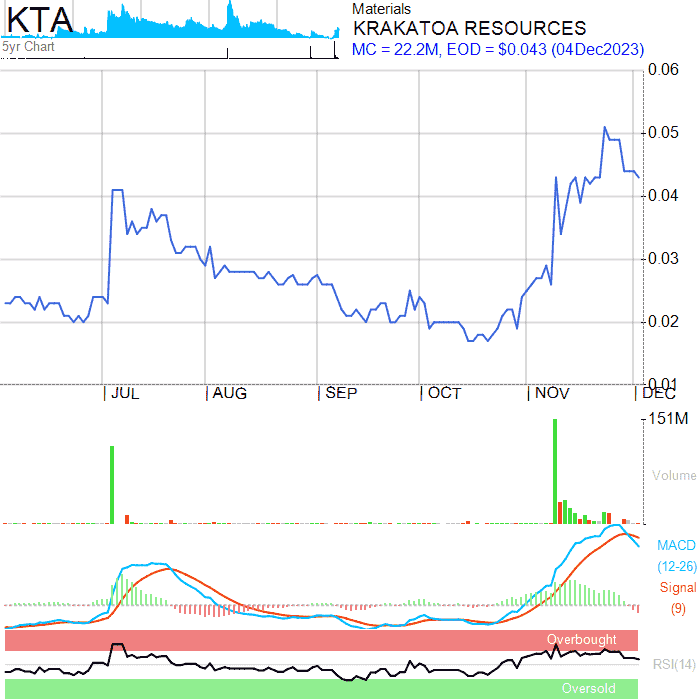 KTA
5yr Chart
Materials
KRAKATOA RESOURCES
MC = 22.2M, EOD = $0.043 (04Dec2023)
0.06
0.05
0.04
0.03
0.02
0.01
JUL AUG SEP OCT NOV DEC
151M
Volume
MACD
(12-26)
Signal
(9)
Overbought
RSI(14)
Oversold